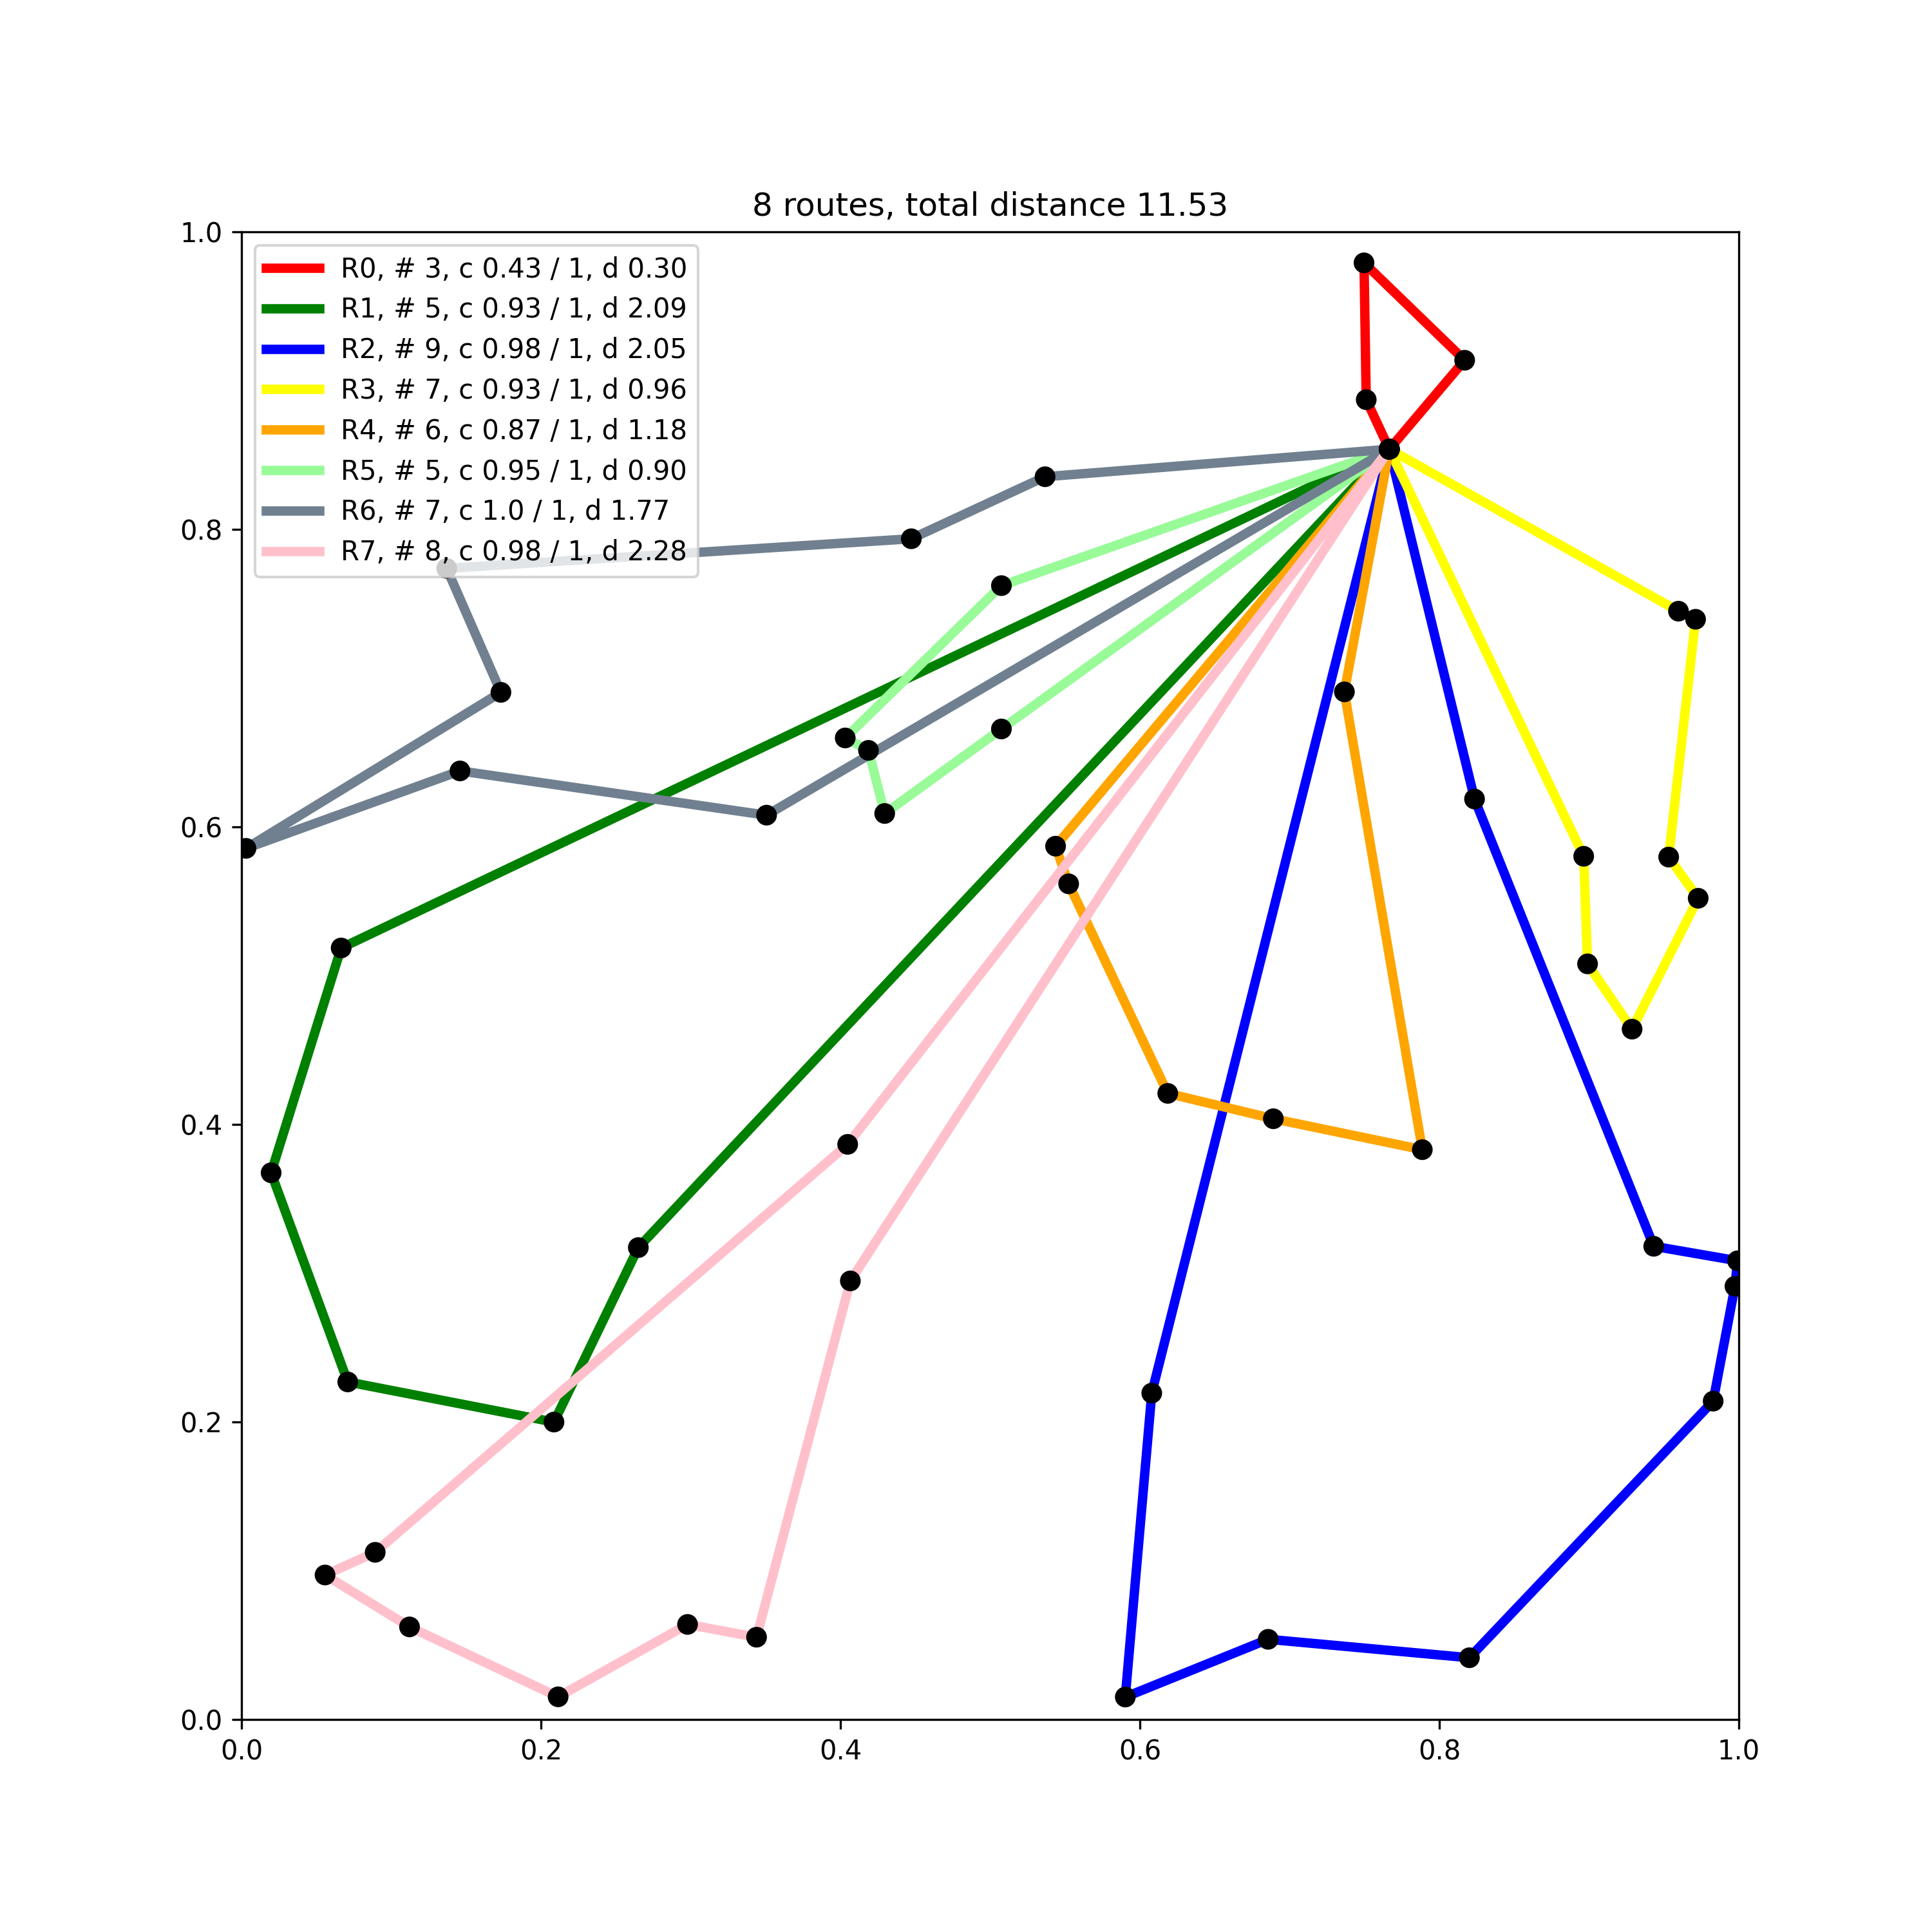 8 routes, total distance 11.53
1.0
R0, # 3, c 0.43 / 1, d 0.30
R1, # 5, c 0.93 / 1, d 2.09
R2, # 9, c 0.98 / 1, d 2.05
R3, # 7, c 0.93 / 1, d 0.96
R4, # 6, c 0.87 / 1, d 1.18
R5, # 5, c 0.95 / 1, d 0.90
R6, # 7, c 1.0 / 1, d 1.77
R7, # 8, c 0.98 / 1, d 2.28
0.8
0.6
0.4
0.2
0.0
0.0 0.2 0.4 0.6 0.8 1.0